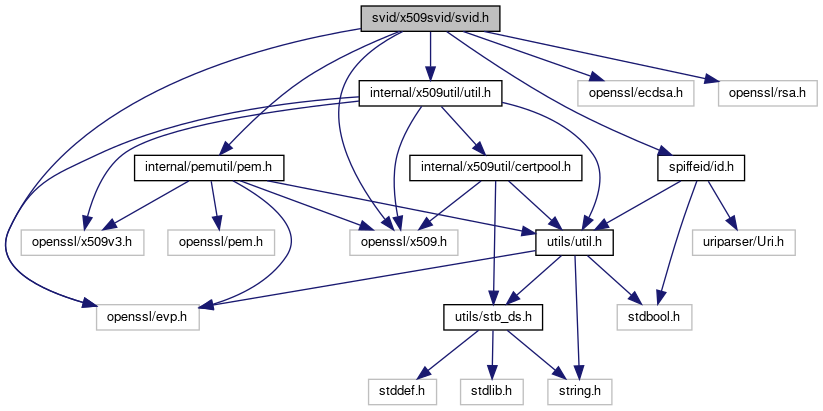 svid/x509svid/svid.h
internal/x509util/util.h
openssl/ecdsa.h
openssl/rsa.h
internal/pemutil/pem.h
internal/x509util/certpool.h
spiffeid/id.h
openssl/x509v3.h
openssl/pem.h
openssl/x509.h
utils/util.h
uriparser/Uri.h
openssl/evp.h
utils/stb_ds.h
stdbool.h
stddef.h
stdlib.h
string.h